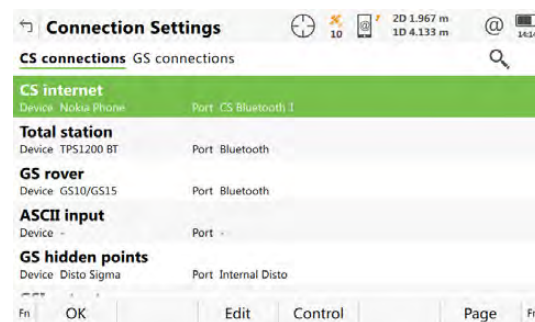 Connection Settings
10
@
2D 1.967 m
1D 4.133 m
@
CS connections GS connections
CS internet
Device Nokia Phone Port CS Bluetooth 1
Total station
Device TPS1200 BT Port Bluetooth
GS rover
Device GS10/GS15 Port Bluetooth
ASCII input
Device - Port -
GS hidden points
Device Disto Sigma Port Internal Disto
Fn OK Edit Control Page